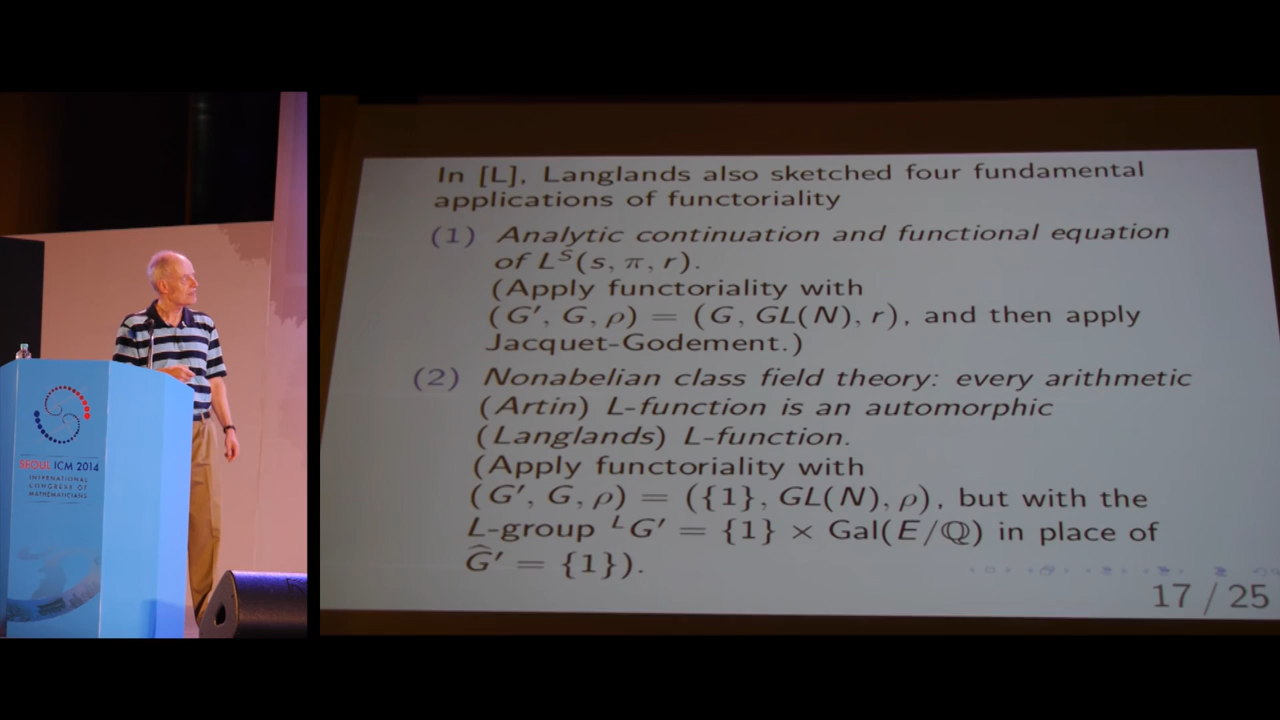 In [L], Langlands also sketched four fundamental
applications of functoriality
(1) Analytic continuation and functional equation
of L^S(s, π, r).
(Apply functoriality with
(G′, G, ρ) = (G, GL(N), r), and then apply
Jacquet-Godement.)
(2) Nonabelian class field theory: every arithmetic
(Artin) L-function is an automorphic
(Langlands) L-function.
(Apply functoriality with
(G′, G, ρ) = ({1}, GL(N), ρ), but with the
L-group ^LG′ = {1} × Gal(E/ℚ) in place of
Ĝ′ = {1}).
17 / 25
SEOUL ICM 2014
INTERNATIONAL
CONGRESS OF
MATHEMATICIANS